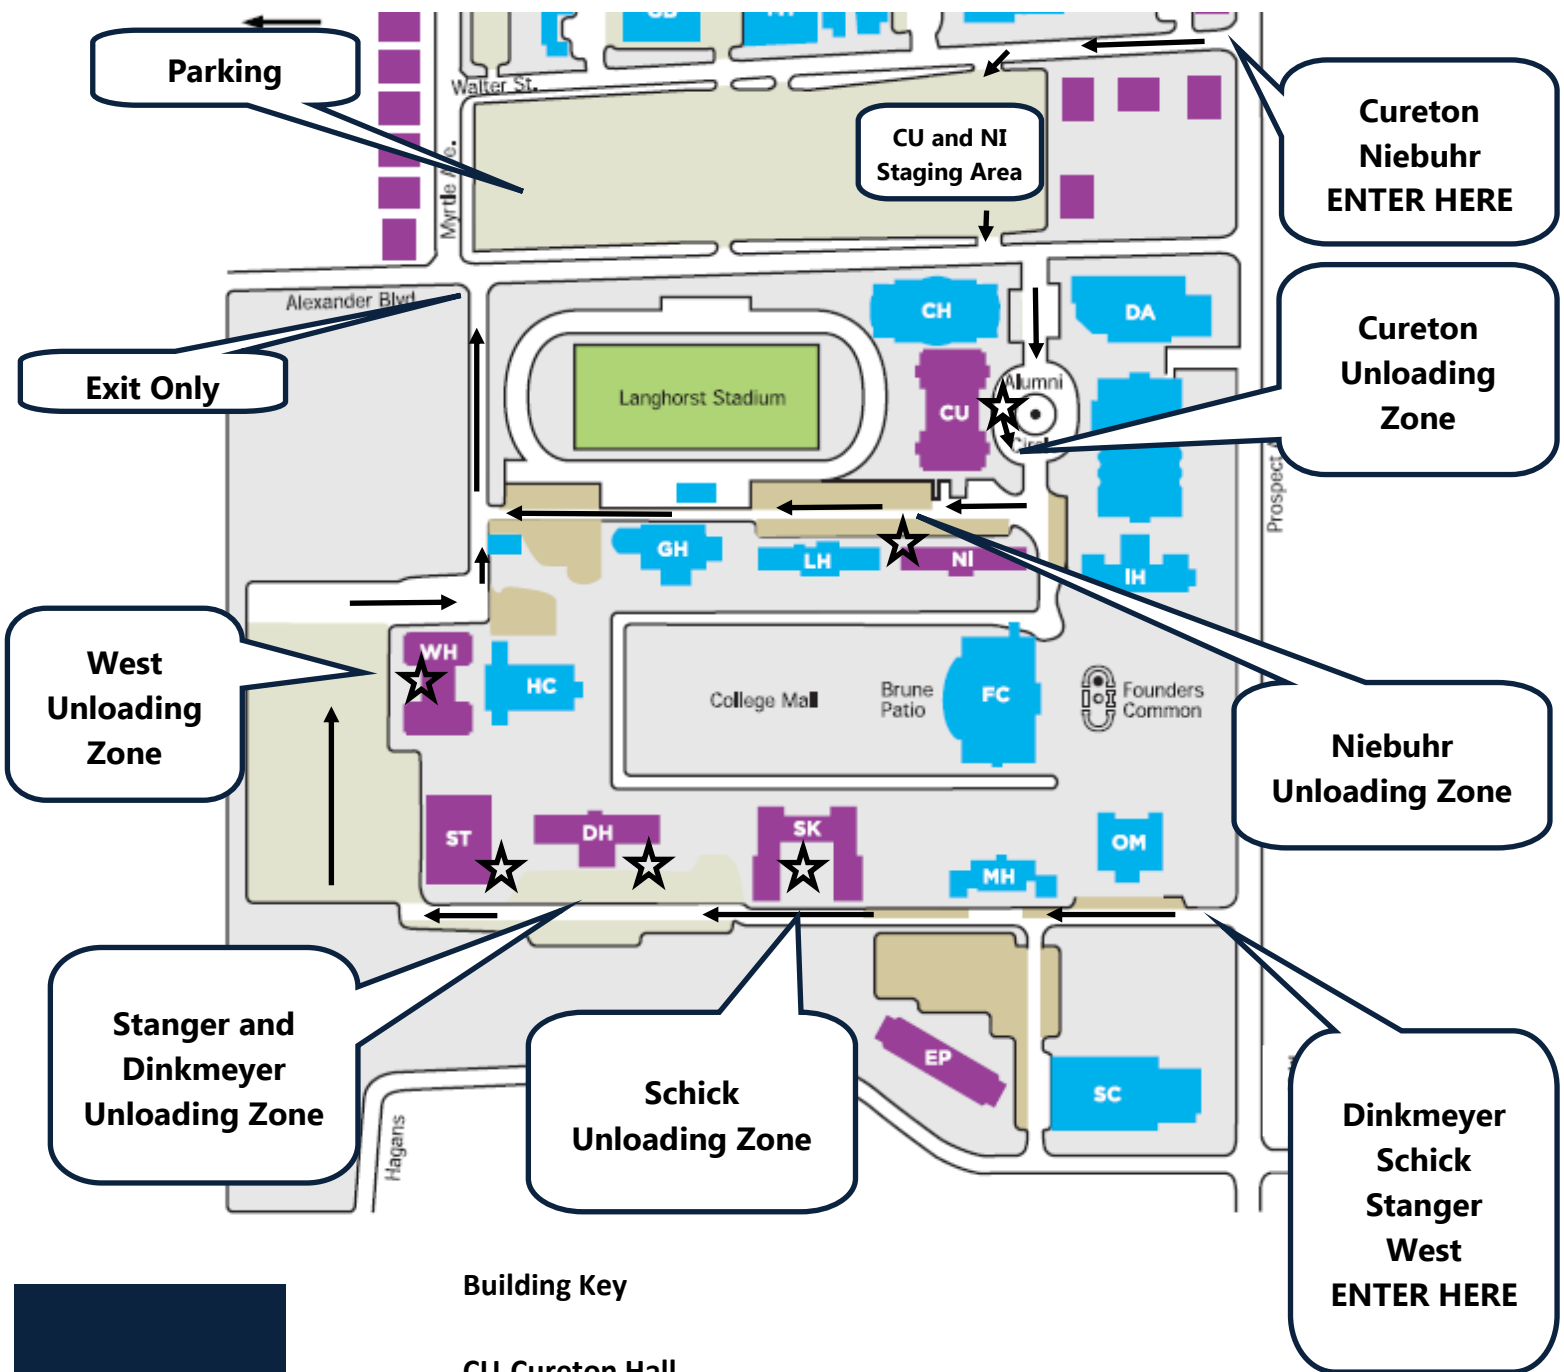 Parking
Walter St.
Myrtle Ave.
CU and NI
Staging Area
Cureton
Niebuhr
ENTER HERE
Alexander Blvd
Exit Only
CH
DA
Cureton
Unloading
Zone
Langhorst Stadium
CU
Alumni
Prospect
GH
LH
NI
IH
West
Unloading
Zone
WH
HC
College Mall
Brune
Patio
FC
Founders
Common
Niebuhr
Unloading Zone
ST
DH
SK
MH
OM
Stanger and
Dinkmeyer
Unloading Zone
Schick
Unloading Zone
EP
SC
Hagans
Dinkmeyer
Schick
Stanger
West
ENTER HERE
Building Key
CU-Cureton Hall